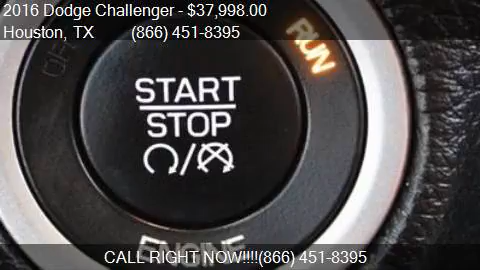 2016 Dodge Challenger - $37,998.00
Houston, TX (866) 451-8395
OFF
RUN
START
STOP
ENGINE
CALL RIGHT NOW!!!!(866) 451-8395